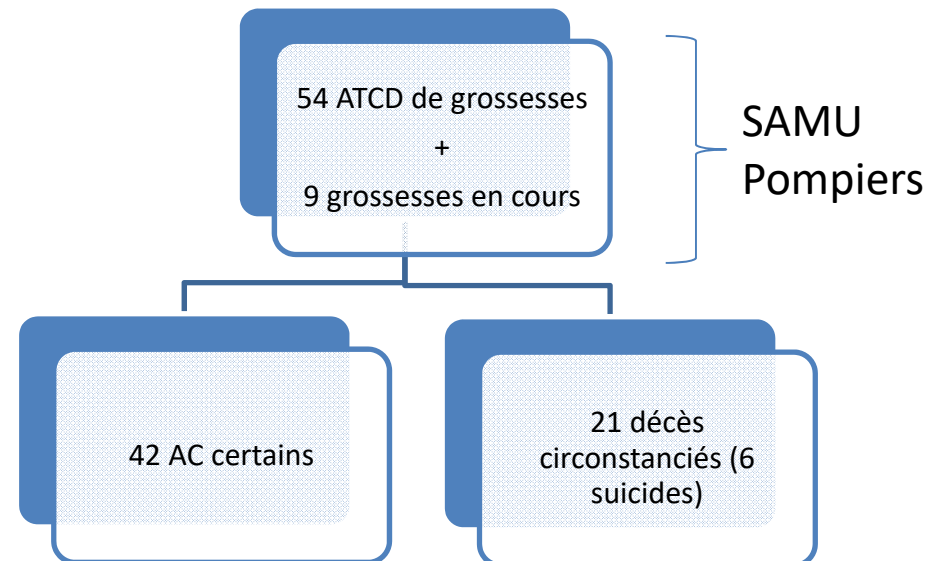 54 ATCD de grossesses
+
9 grossesses en cours
SAMU
Pompiers
42 AC certains
21 décès
circonstanciés (6
suicides)